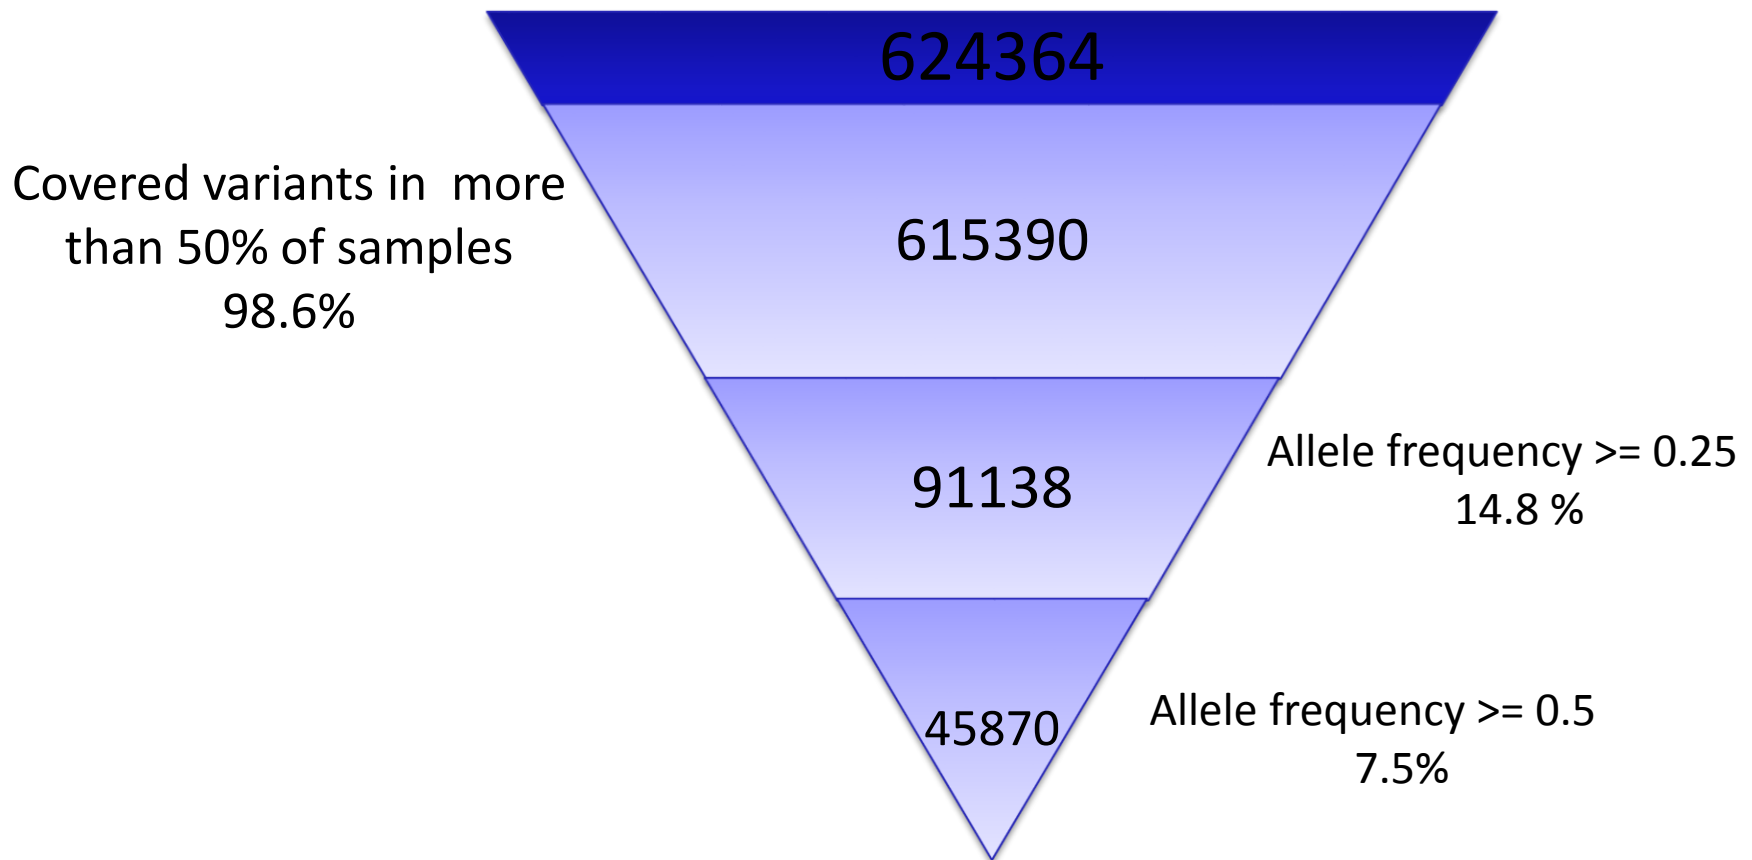 624364
Covered variants in  more
than 50% of samples
98.6%
615390
91138
Allele frequency >= 0.25
14.8 %
45870
Allele frequency >= 0.5
7.5%